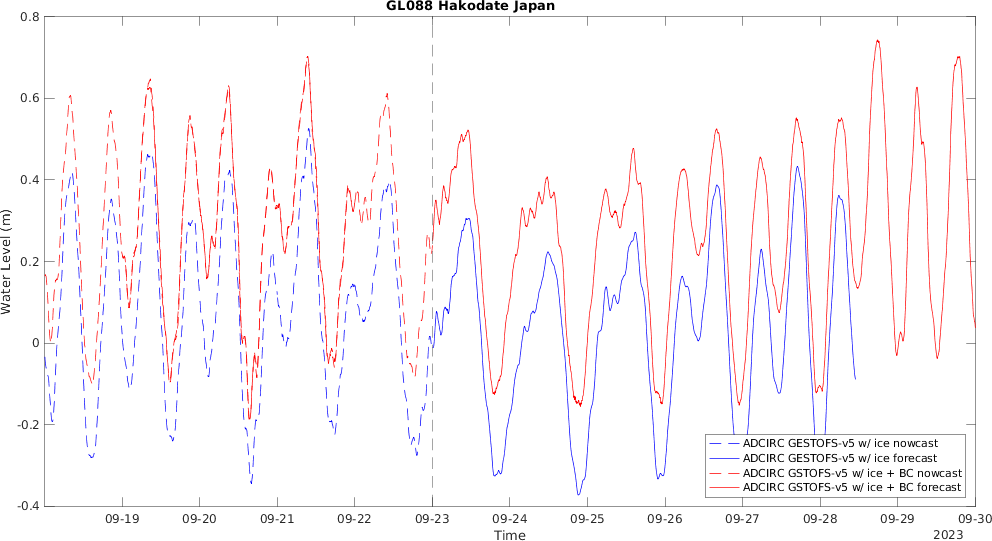 GL088 Hakodate Japan
0.8
0.6
0.4
0.2
0
-0.2
-0.4
Water Level (m)
09-19
09-20
09-21
09-22
09-23
09-24
09-25
09-26
09-27
09-28
09-29
09-30
Time
2023
ADCIRC GESTOFS-v5 w/ ice nowcast
ADCIRC GESTOFS-v5 w/ ice forecast
ADCIRC GSTOFS-v5 w/ ice + BC nowcast
ADCIRC GSTOFS-v5 w/ ice + BC forecast